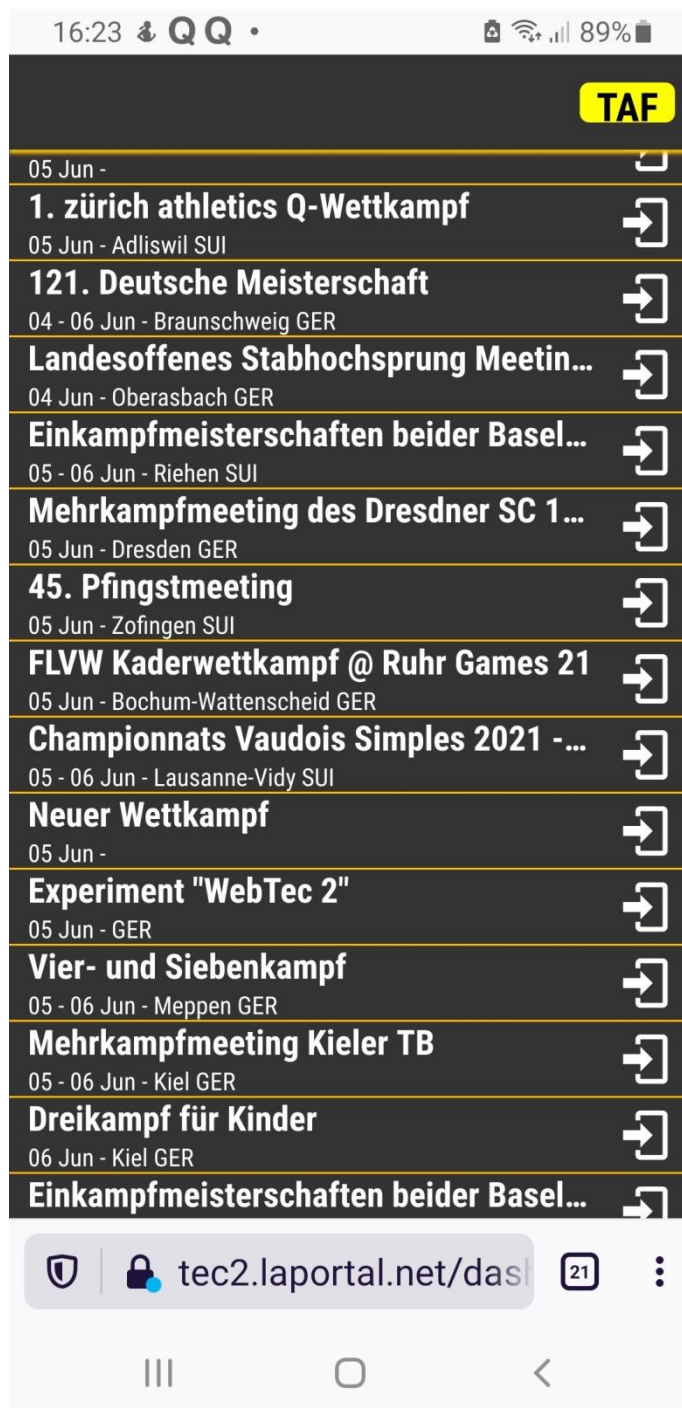 16:23 QQ • 89%
TAF
05 Jun -
1. zürich athletics Q-Wettkampf
05 Jun - Adliswil SUI
121. Deutsche Meisterschaft
04 - 06 Jun - Braunschweig GER
Landesoffenes Stabhochsprung Meetin...
04 Jun - Oberasbach GER
Einkampfmeisterschaften beider Basel...
05 - 06 Jun - Riehen SUI
Mehrkampfmeeting des Dresdner SC 1...
05 Jun - Dresden GER
45. Pfingstmeeting
05 Jun - Zofingen SUI
FLVW Kaderwettkampf @ Ruhr Games 21
05 Jun - Bochum-Wattenscheid GER
Championnats Vaudois Simples 2021 -...
05 - 06 Jun - Lausanne-Vidy SUI
Neuer Wettkampf
05 Jun -
Experiment "WebTec 2"
05 Jun - GER
Vier- und Siebenkampf
05 - 06 Jun - Meppen GER
Mehrkampfmeeting Kieler TB
05 - 06 Jun - Kiel GER
Dreikampf für Kinder
06 Jun - Kiel GER
Einkampfmeisterschaften beider Basel...
tec2.laportal.net/dash 21